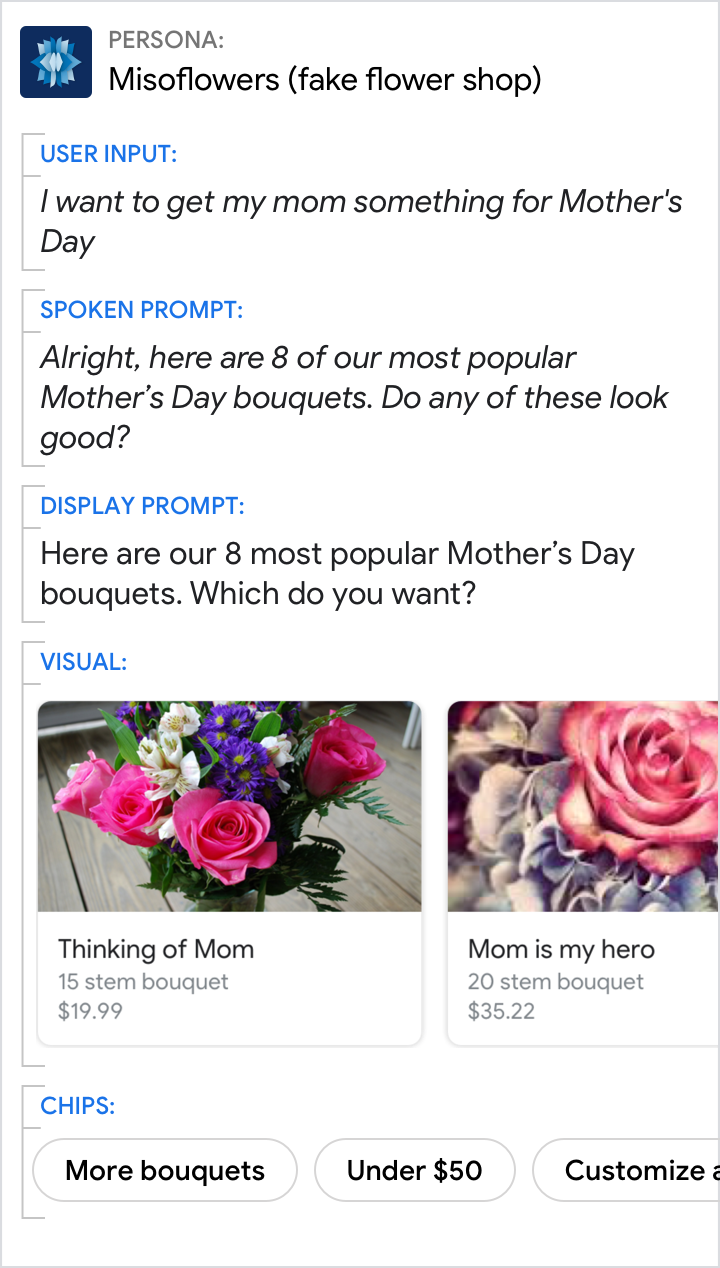 PERSONA:
Misoflowers (fake flower shop)
USER INPUT:
I want to get my mom something for Mother's
Day
SPOKEN PROMPT:
Alright, here are 8 of our most popular
Mother’s Day bouquets. Do any of these look
good?
DISPLAY PROMPT:
Here are our 8 most popular Mother’s Day
bouquets. Which do you want?
VISUAL:
Thinking of Mom
15 stem bouquet
$19.99
Mom is my hero
20 stem bouquet
$35.22
CHIPS:
More bouquets
Under $50
Customize